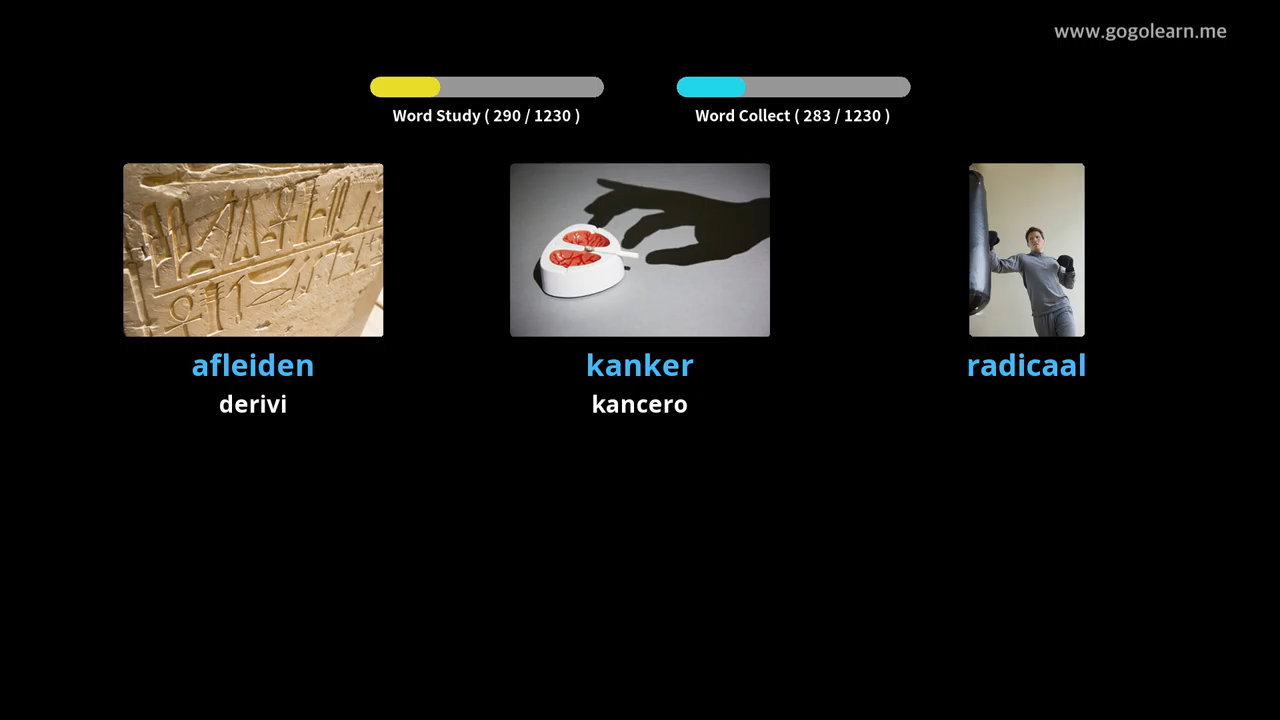 www.gogolearn.me
Word Study ( 290 / 1230 )
Word Collect ( 283 / 1230 )
afleiden
kanker
radicaal
derivi
kancero